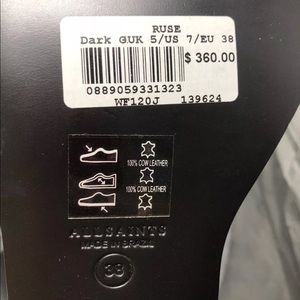 RUSE
Dark GUK 5/US 7/EU 38
$ 360.00
0889059331323
WF120J 139624
100% COW LEATHER
100% COW LEATHER
ALLSAINTS
MADE IN BRAZIL
38